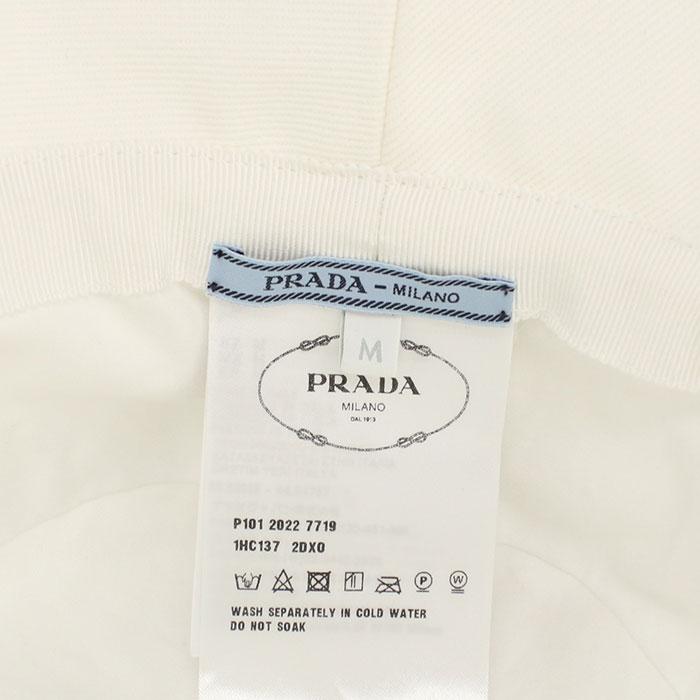 PRADA – MILANO
M
PRADA
MILANO
DAL 1913
P101 2022 7719
1HC137 2DXO
P W
WASH SEPARATELY IN COLD WATER
DO NOT SOAK